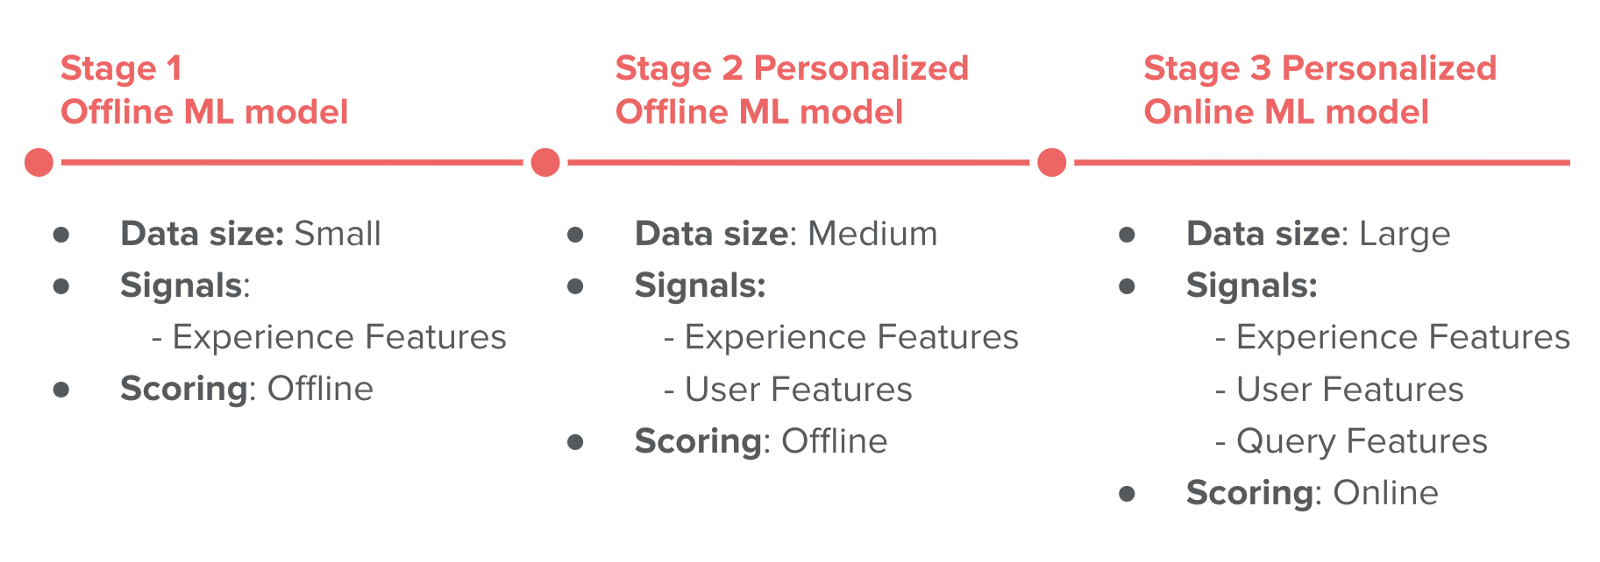 Stage 1
Offline ML model
● Data size: Small
● Signals:
- Experience Features
● Scoring: Offline
Stage 2 Personalized
Offline ML model
● Data size: Medium
● Signals:
- Experience Features
- User Features
● Scoring: Offline
Stage 3 Personalized
Online ML model
● Data size: Large
● Signals:
- Experience Features
- User Features
- Query Features
● Scoring: Online